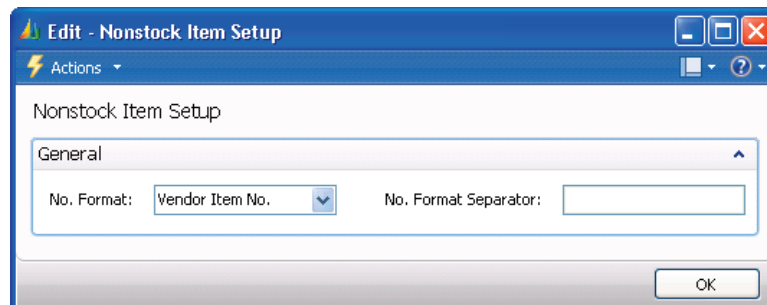 Edit - Nonstock Item Setup
Actions
Nonstock Item Setup
General
No. Format: Vendor Item No. No. Format Separator:
OK